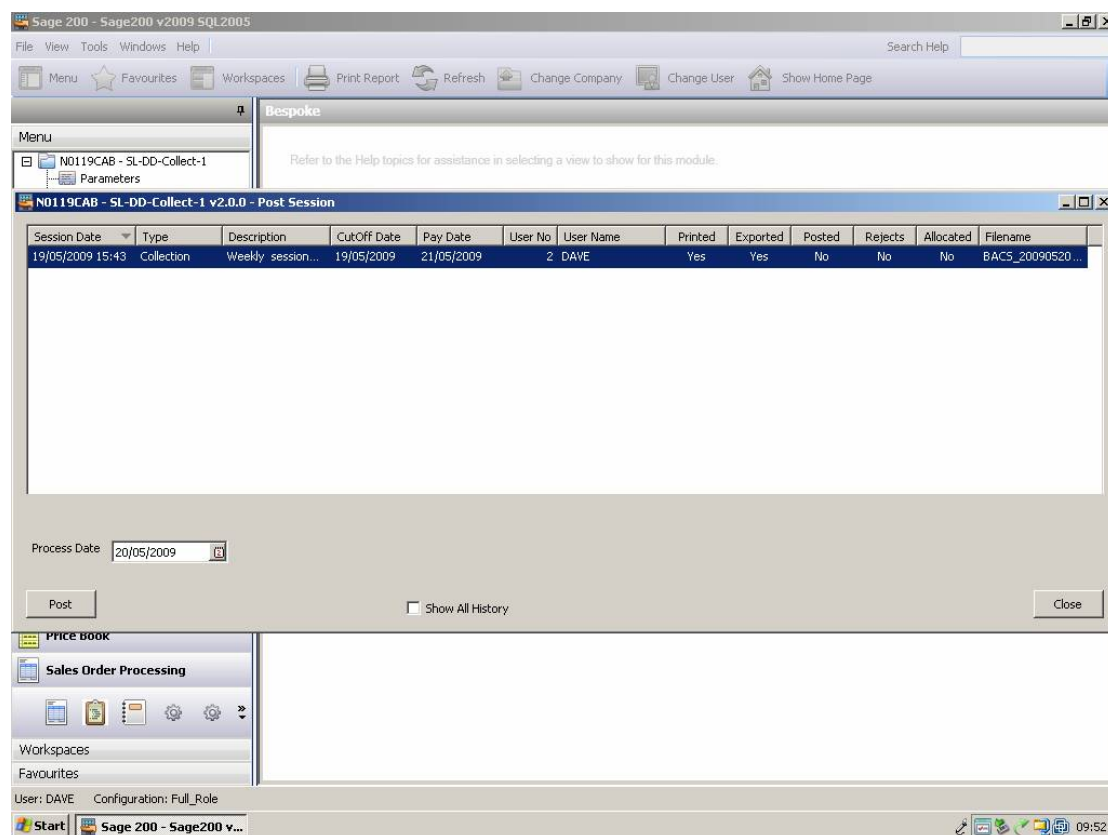 Sage 200 - Sage200 v2009 SQL2005
File View Tools Windows Help Search Help
Menu Favourites Workspaces Print Report Refresh Change Company Change User Show Home Page
Bespoke
Menu
N0119CAB - SL-DD-Collect-1
Parameters
Refer to the Help topics for assistance in selecting a view to show for this module.
N0119CAB - SL-DD-Collect-1 v2.0.0 - Post Session
Session Date Type Description CutOff Date Pay Date User No User Name Printed Exported Posted Rejects Allocated Filename
19/05/2009 15:43 Collection Weekly session... 19/05/2009 21/05/2009 2 DAVE Yes Yes No No No BACS_20090520...
Process Date 20/05/2009
Post Show All History Close
Price Book
Sales Order Processing
Workspaces
Favourites
User: DAVE Configuration: Full_Role
Start Sage 200 - Sage200 v... 09:52